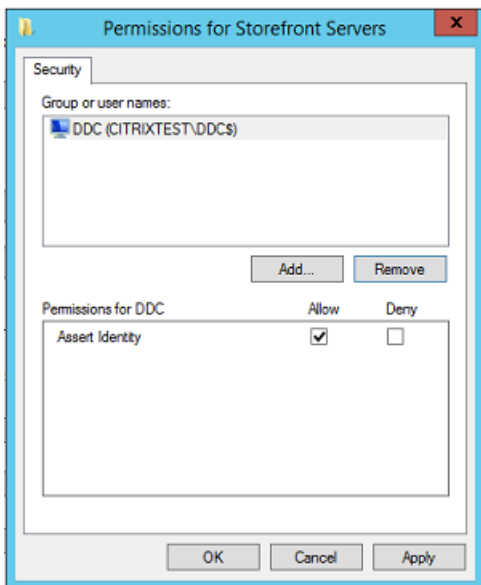 Permissions for Storefront Servers
x
Security
Group or user names:
DDC (CITRIXTEST\DDC$)
Add... Remove
Permissions for DDC Allow Deny
Assert Identity
OK Cancel Apply